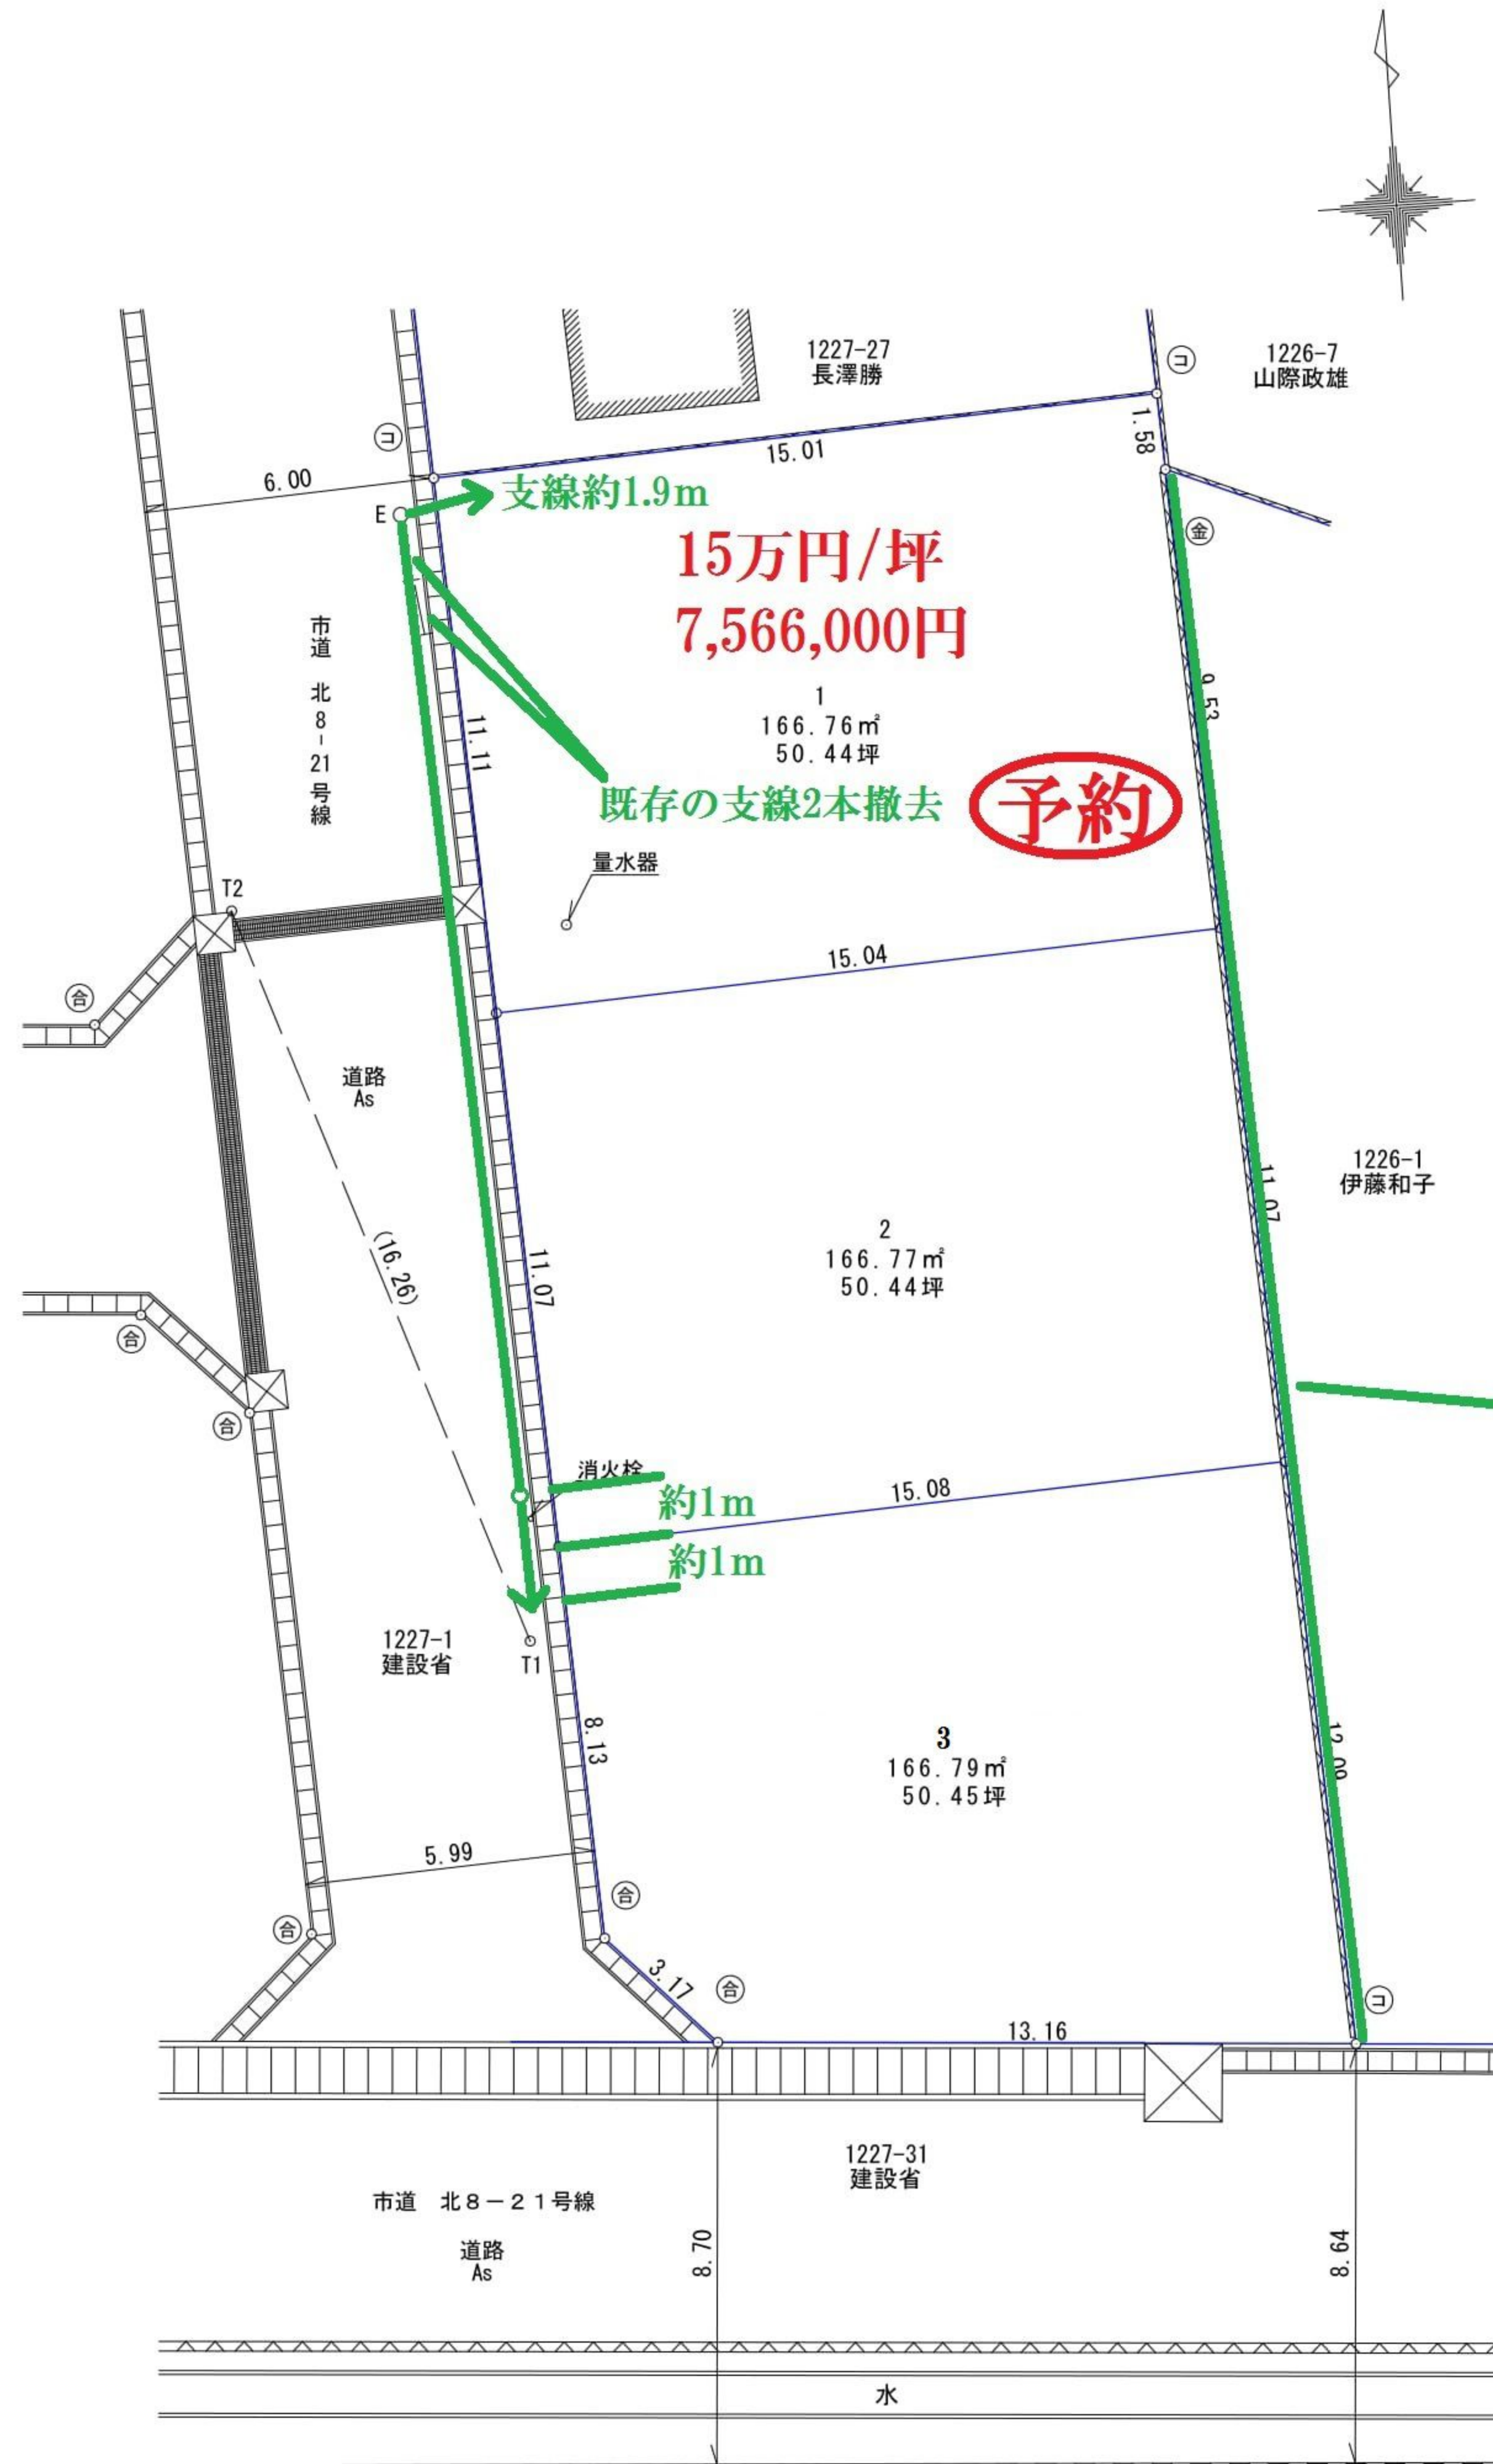 1227-27
長澤勝
コ
1226-7
山際政雄
コ
1.58
15.01
6.00
E
支線約1.9m
金
15万円/坪
7,566,000円
市道 北8-21号線
9.53
1
166.76㎡
50.44坪
11.11
既存の支線2本撤去
予約
量水器
T2
15.04
合
道路
As
1226-1
伊藤和子
11.07
2
166.77㎡
50.44坪
(16.26)
11.07
合
合
消火栓
約1m
15.08
約1m
1227-1
建設省
T1
8.13
3
166.79㎡
50.45坪
5.99
合
合
3.17
合
コ
13.16
1227-31
建設省
市道 北8-21号線
道路
As
8.70
8.64
水